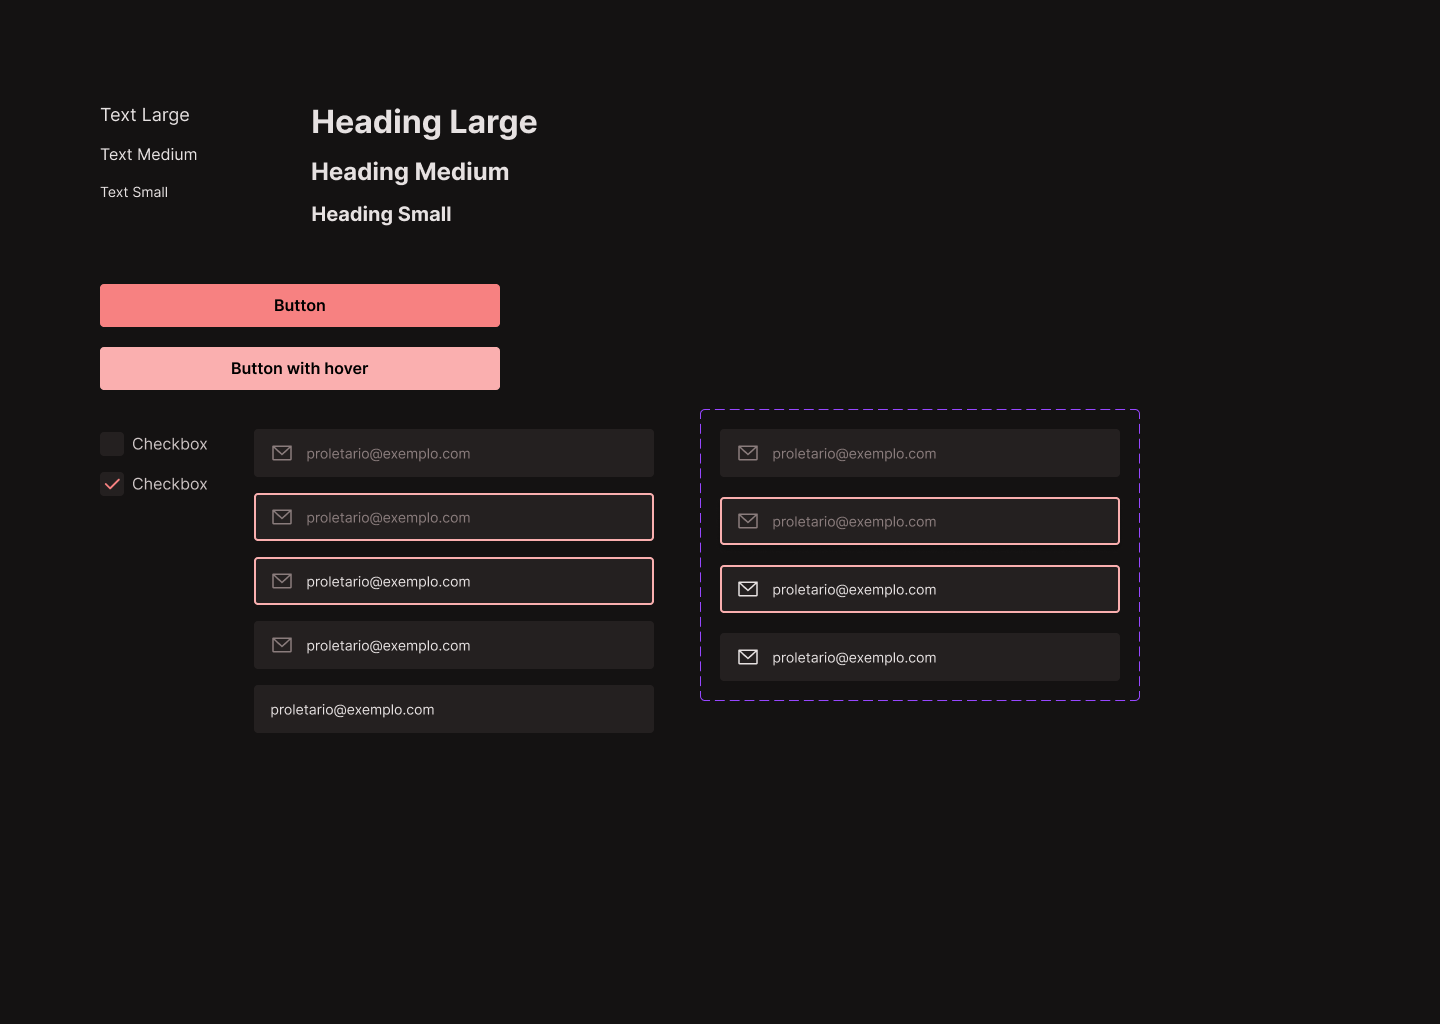 Text Large
Text Medium
Text Small
Heading Large
Heading Medium
Heading Small
Button
Button with hover
Checkbox
Checkbox
proletario@exemplo.com
proletario@exemplo.com
proletario@exemplo.com
proletario@exemplo.com
proletario@exemplo.com
proletario@exemplo.com
proletario@exemplo.com
proletario@exemplo.com
proletario@exemplo.com